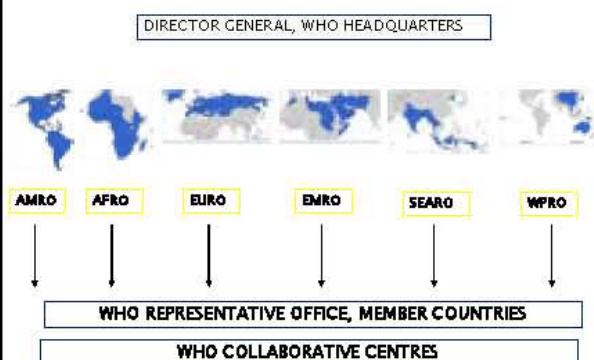 DIRECTOR GENERAL, WHO HEADQUARTERS
AMRO AFRO EURO EMRO SEARO WPRO
WHO REPRESENTATIVE OFFICE, MEMBER COUNTRIES
WHO COLLABORATIVE CENTRES